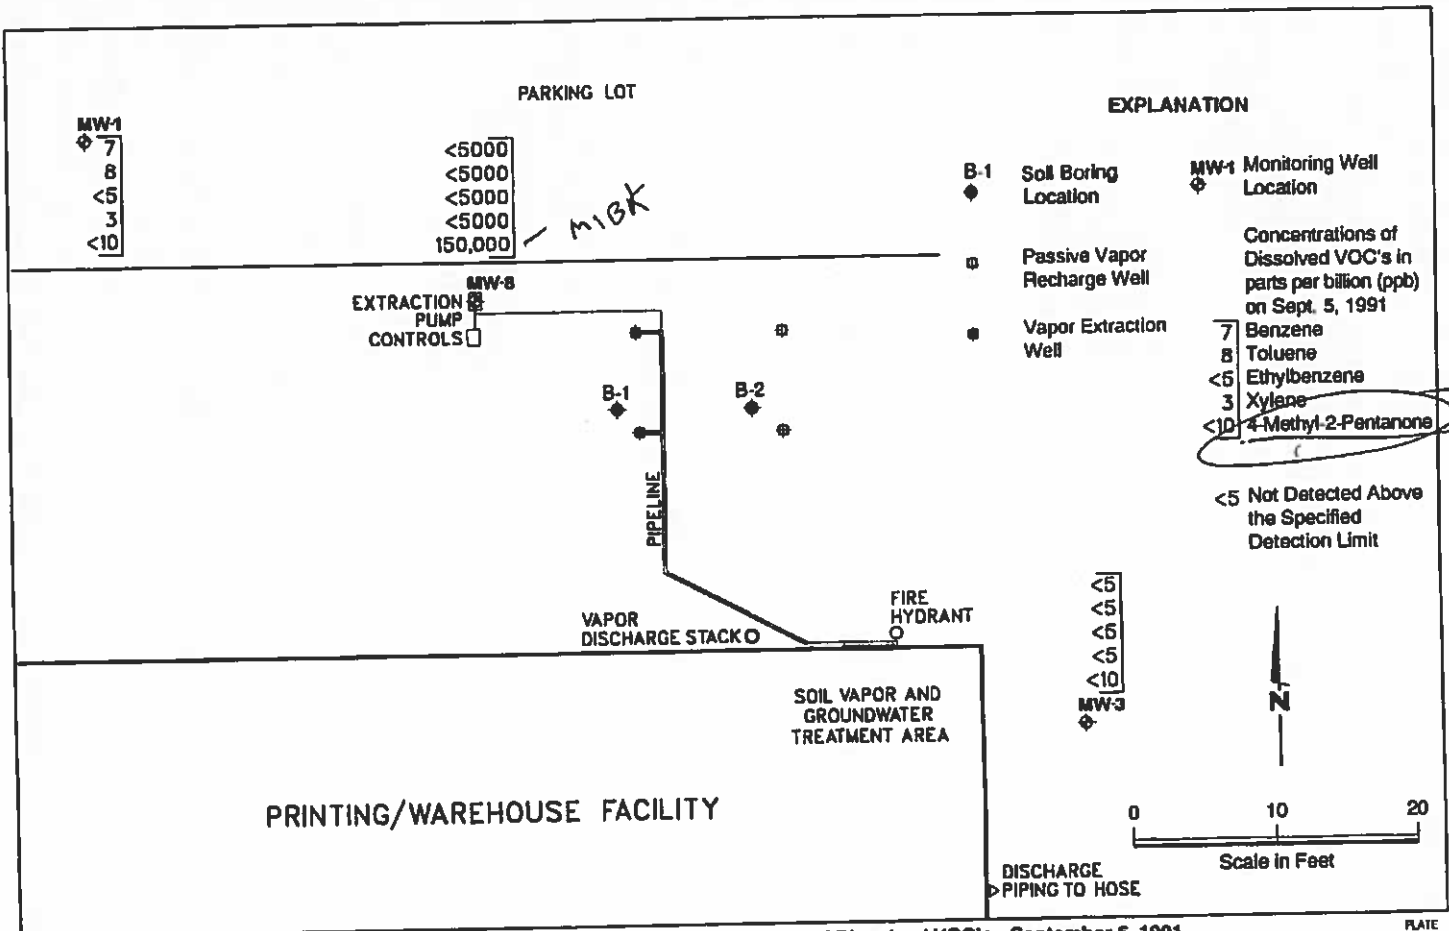 PARKING LOT
MW-1
7
8
<5
3
<10
<5000
<5000
<5000
<5000
150,000
MIBK
EXPLANATION
B-1 Soil Boring
Location
MW-1 Monitoring Well
Location
Passive Vapor
Recharge Well
Vapor Extraction
Well
Concentrations of
Dissolved VOC's in
parts per billion (ppb)
on Sept. 5, 1991
7 Benzene
8 Toluene
<5 Ethylbenzene
3 Xylene
<10 4-Methyl-2-Pentanone
<5 Not Detected Above
the Specified
Detection Limit
MW-8
EXTRACTION
PUMP
CONTROLS
B-1
B-2
PIPELINE
VAPOR
DISCHARGE STACK
FIRE
HYDRANT
<5
<5
<5
<10
MW-3
SOIL VAPOR AND
GROUNDWATER
TREATMENT AREA
PRINTING/WAREHOUSE FACILITY
N
0 10 20
Scale in Feet
DISCHARGE
PIPING TO HOSE
September 5, 1991
PLATE